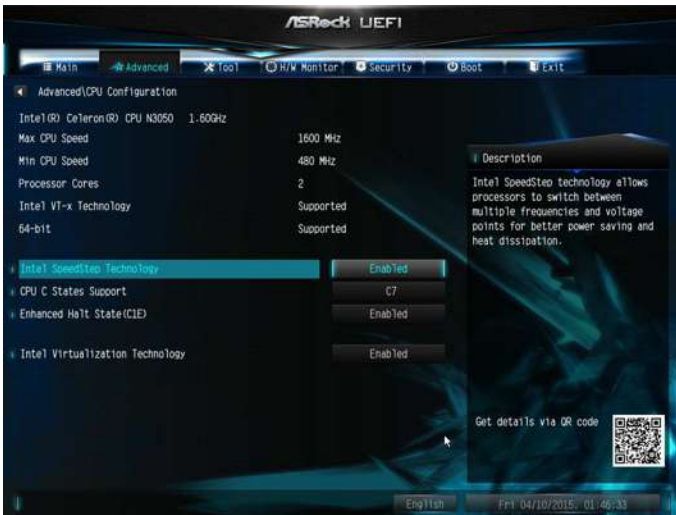 ASRock UEFI
Main Advanced Tool H/W Monitor Security Boot Exit
Advanced\CPU Configuration
Intel(R) Celeron(R) CPU N3050 1.60GHz
Max CPU Speed 1600 MHz
Min CPU Speed 480 MHz
Processor Cores 2
Intel VT-x Technology Supported
64-bit Supported
Intel SpeedStep Technology Enabled
CPU C States Support C7
Enhanced Halt State(C1E) Enabled
Intel Virtualization Technology Enabled
Description
Intel SpeedStep technology allows
processors to switch between
multiple frequencies and voltage
points for better power saving and
heat dissipation.
Get details via QR code
English Fri 04/10/2015. 01:46:33